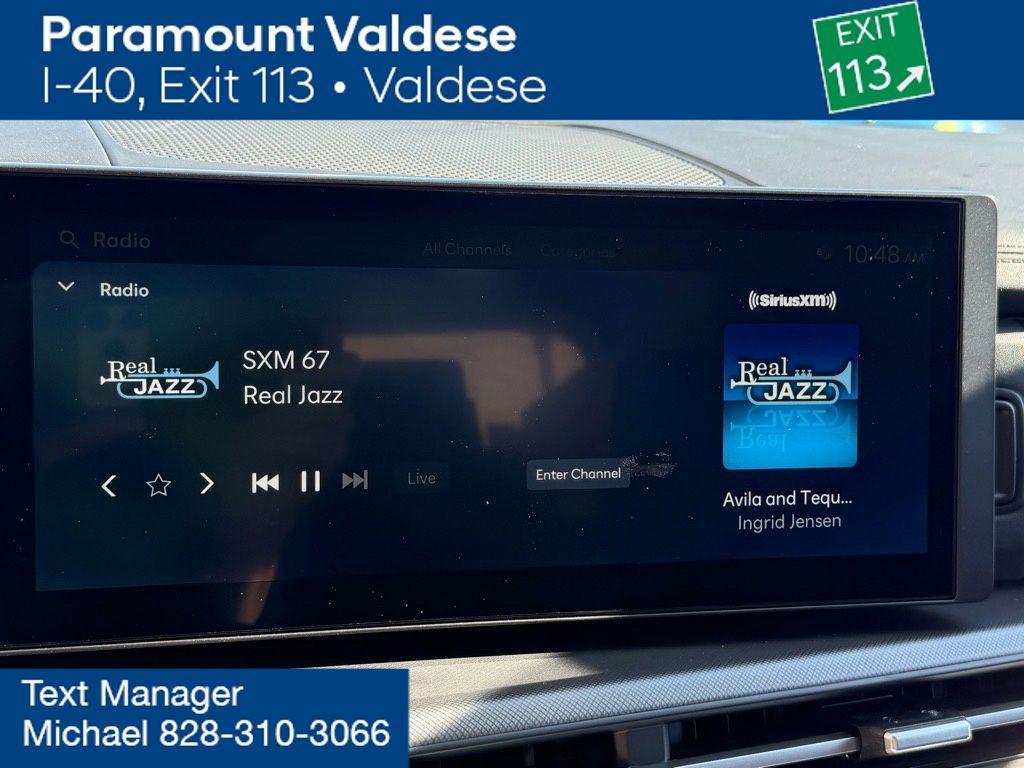 Paramount Valdese
I-40, Exit 113 • Valdese
EXIT
113
Radio
All Channels Categories
10:48 AM
Radio
((SiriusXM))
Real
JAZZ
SXM 67
Real Jazz
Real
JAZZ
Live
Enter Channel
Avila and Tequ...
Ingrid Jensen
Text Manager
Michael 828-310-3066